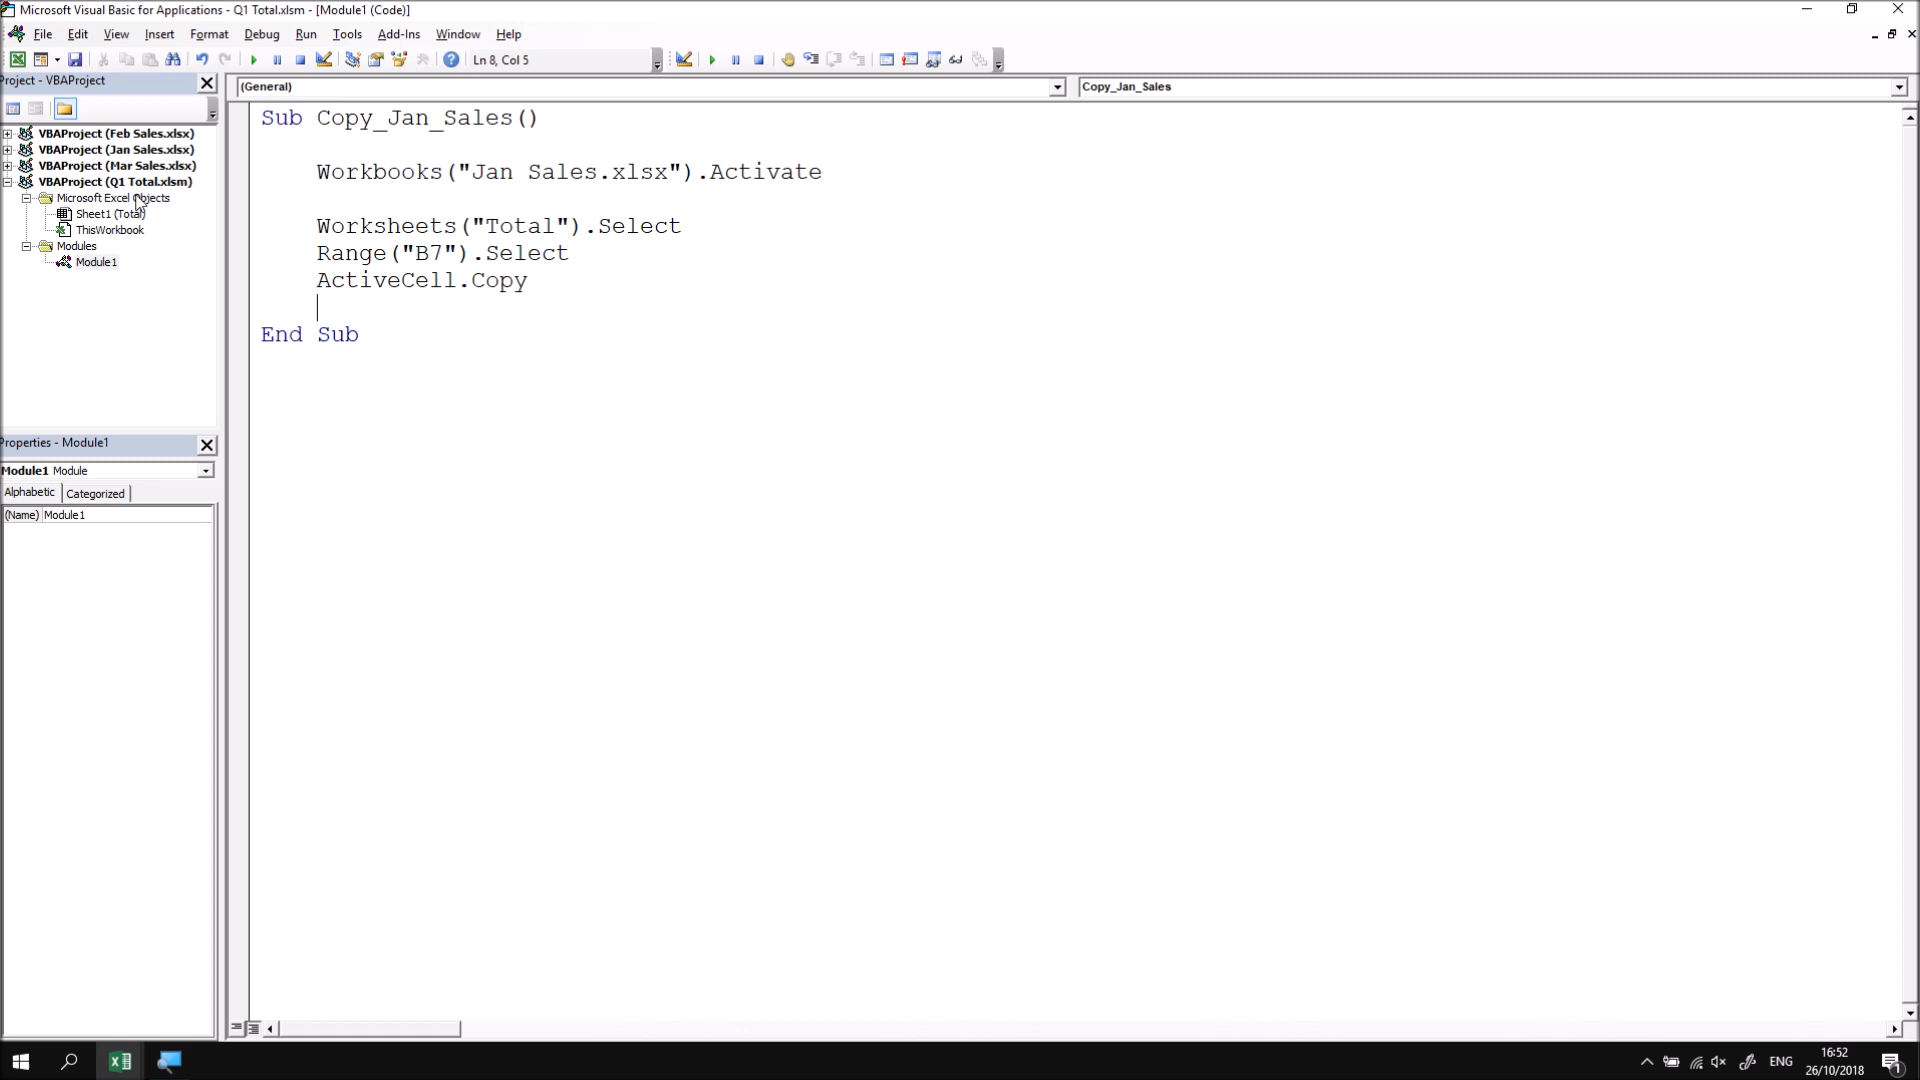 Microsoft Visual Basic for Applications - Q1 Total.xlsm - [Module1 (Code)]
File Edit View Insert Format Debug Run Tools Add-Ins Window Help
Ln 8, Col 5
Project - VBAProject
(General)
Copy_Jan_Sales
VBAProject (Feb Sales.xlsx)
VBAProject (Jan Sales.xlsx)
VBAProject (Mar Sales.xlsx)
VBAProject (Q1 Total.xlsm)
Microsoft Excel Objects
Sheet1 (Total)
ThisWorkbook
Modules
Module1
Sub Copy_Jan_Sales()
Workbooks("Jan Sales.xlsx").Activate
Worksheets("Total").Select
Range("B7").Select
ActiveCell.Copy
End Sub
Properties - Module1
Module1 Module
Alphabetic Categorized
(Name) Module1
ENG
16:52
26/10/2018
1